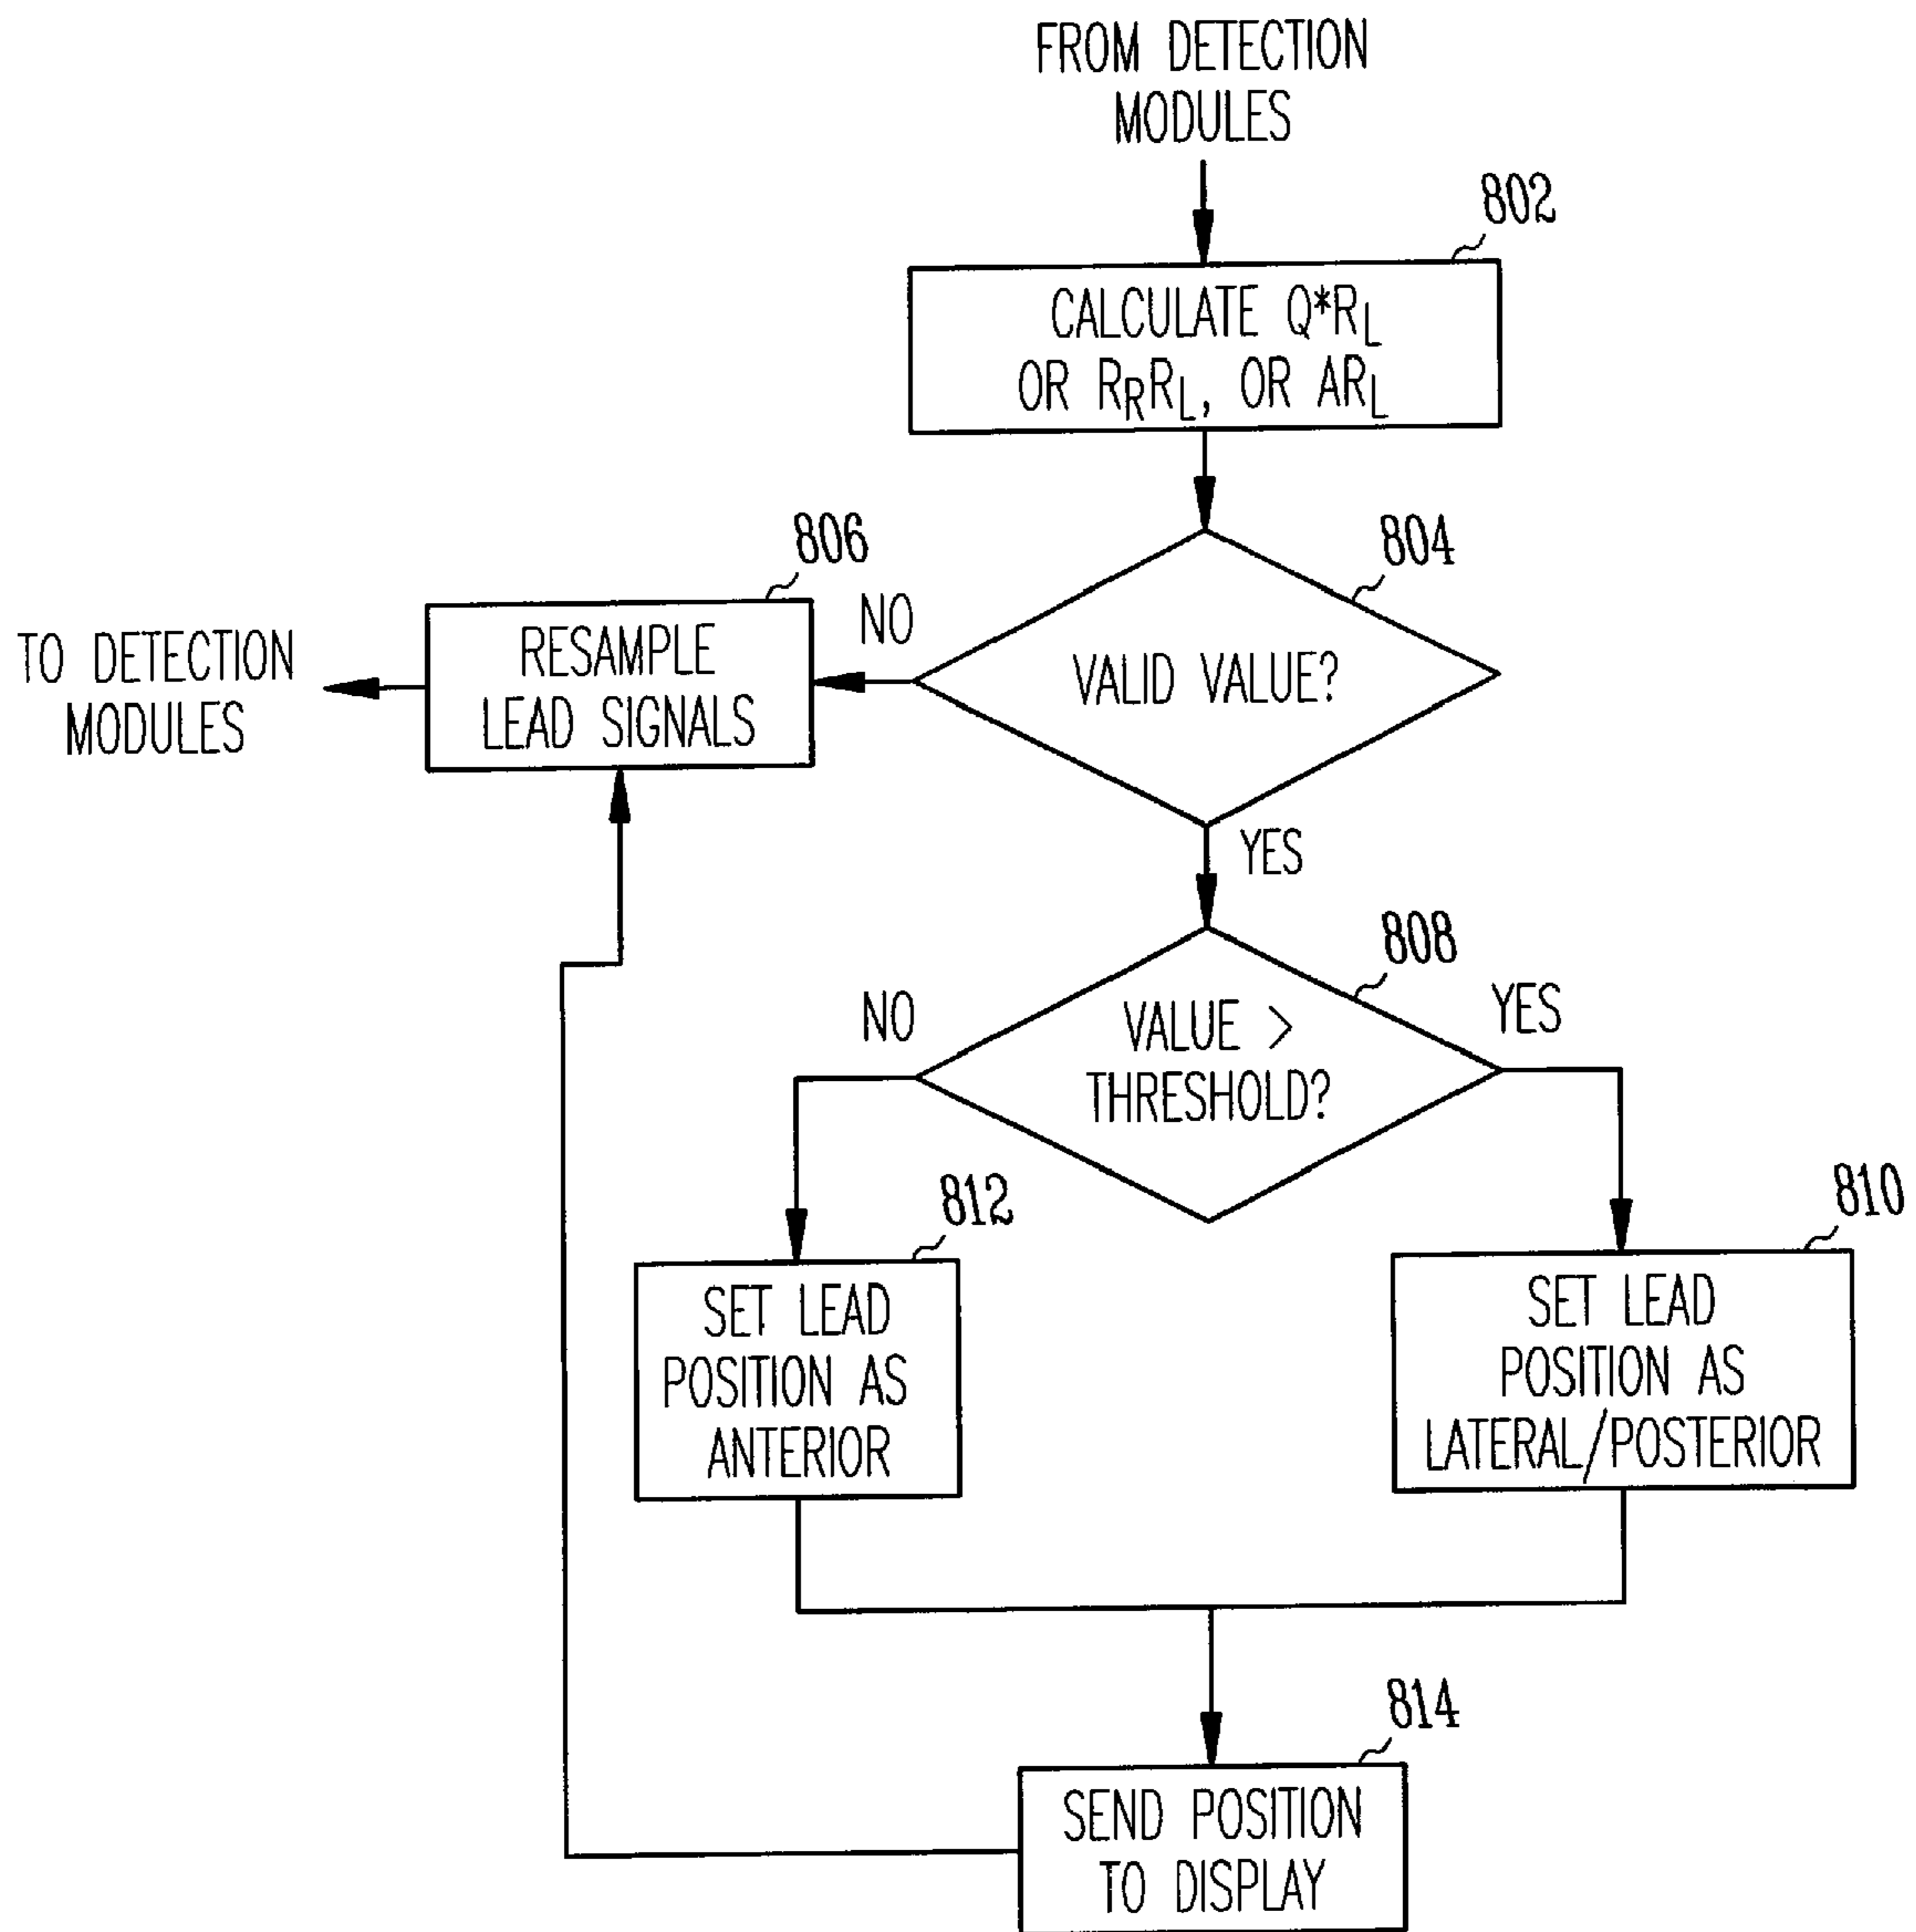 FROM DETECTION
MODULES
802
CALCULATE Q*RL
OR RRRL, OR ARL
804
VALID VALUE?
NO
806
RESAMPLE
LEAD SIGNALS
TO DETECTION
MODULES
YES
808
VALUE >
THRESHOLD?
NO
YES
812
SET LEAD
POSITION AS
ANTERIOR
810
SET LEAD
POSITION AS
LATERAL/POSTERIOR
814
SEND POSITION
TO DISPLAY